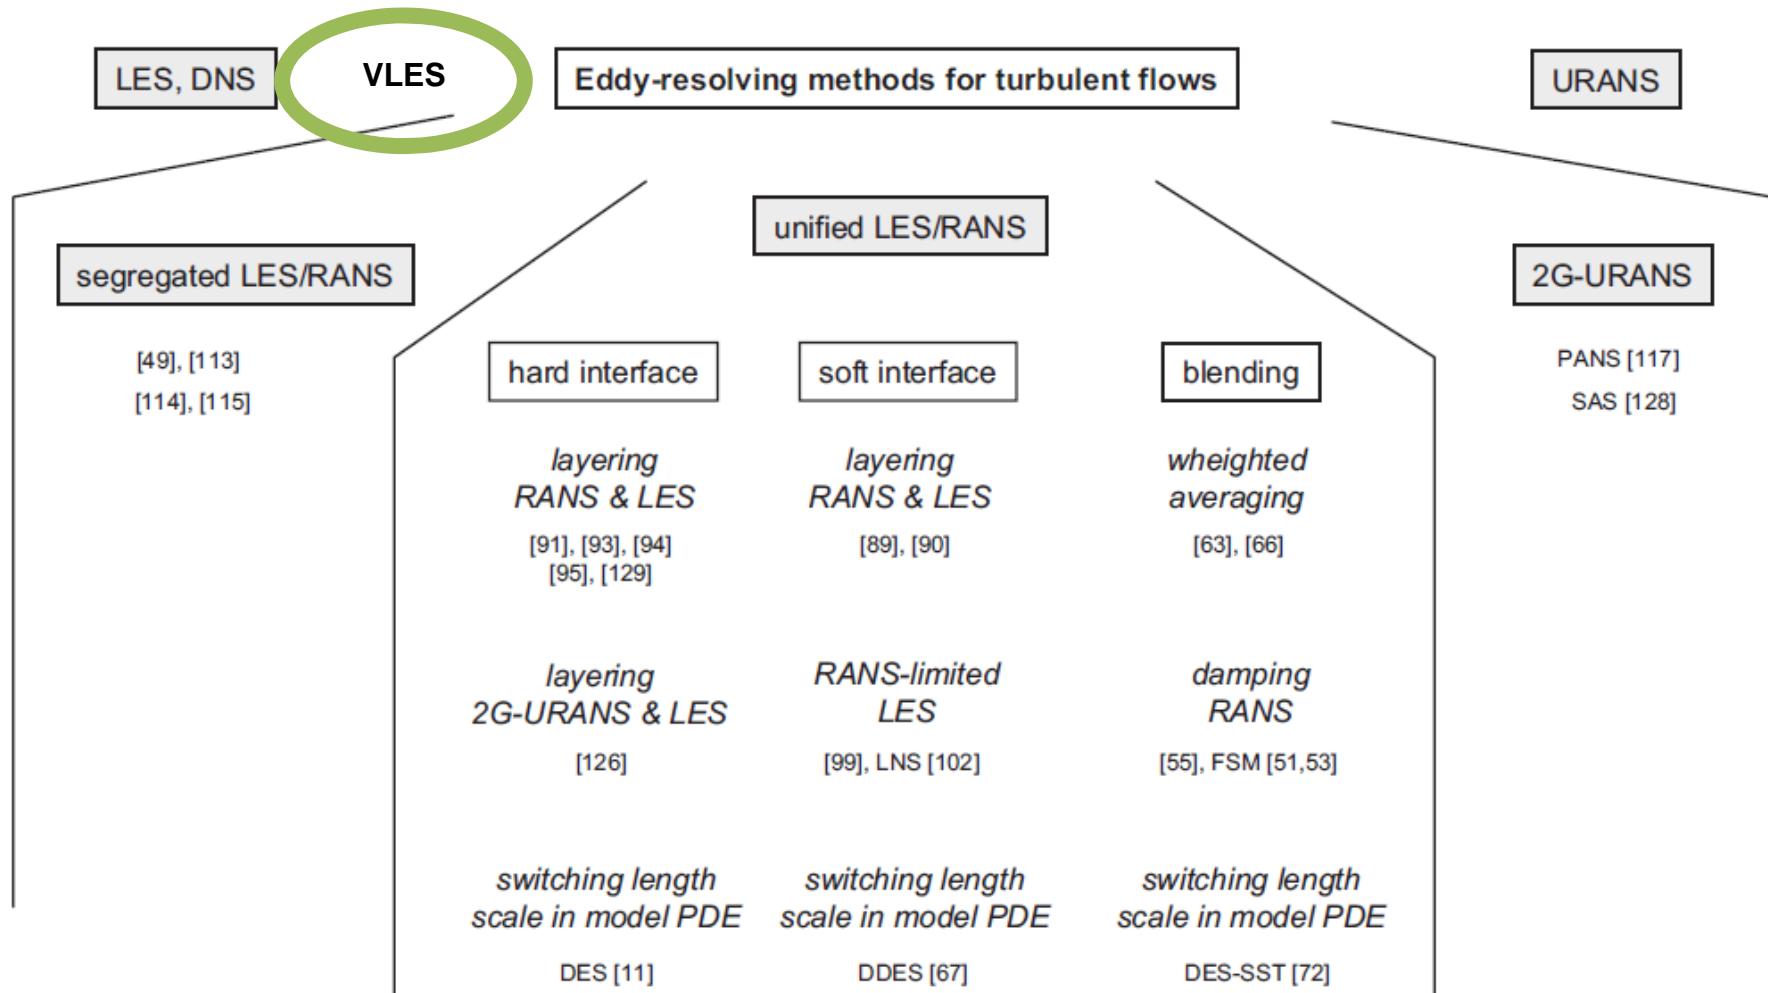 LES, DNS
VLES
Eddy-resolving methods for turbulent flows
URANS
segregated LES/RANS
[49], [113]
[114], [115]
unified LES/RANS
hard interface
layering
RANS & LES
[91], [93], [94]
[95], [129]
layering
2G-URANS & LES
[126]
switching length
scale in model PDE
DES [11]
soft interface
layering
RANS & LES
[89], [90]
RANS-limited
LES
[99], LNS [102]
switching length
scale in model PDE
DDES [67]
blending
wheighted
averaging
[63], [66]
damping
RANS
[55], FSM [51,53]
switching length
scale in model PDE
DES-SST [72]
2G-URANS
PANS [117]
SAS [128]